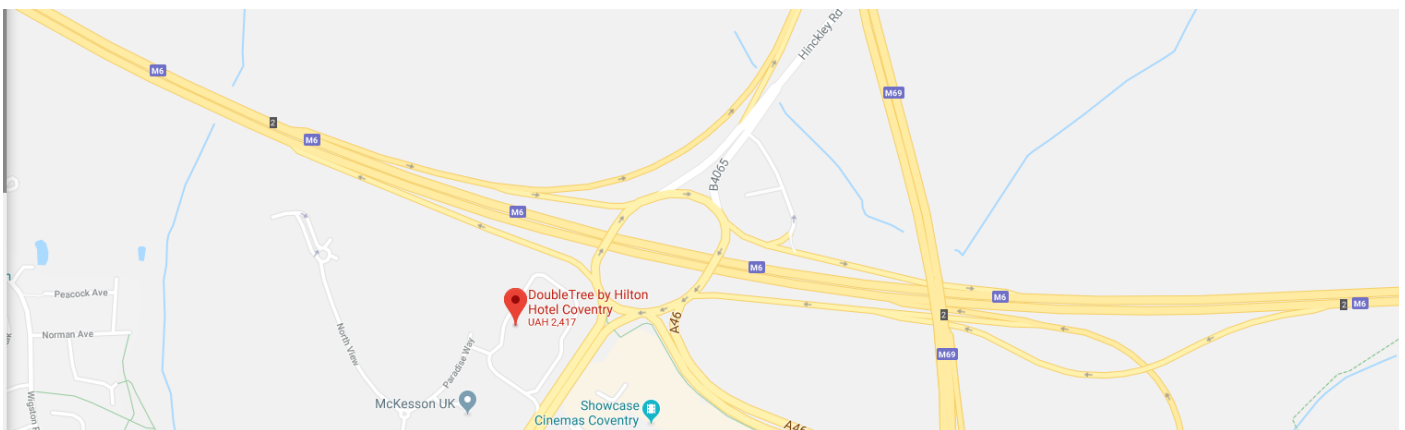 Hinckley Rd
M6
M69
2
M6
B4065
M6
M6
DoubleTree by Hilton
Hotel Coventry
UAH 2,417
Peacock Ave
M6
2
M6
2
A46
Norman Ave
North View
Paradise Way
M69
McKesson UK
Showcase
Cinemas Coventry